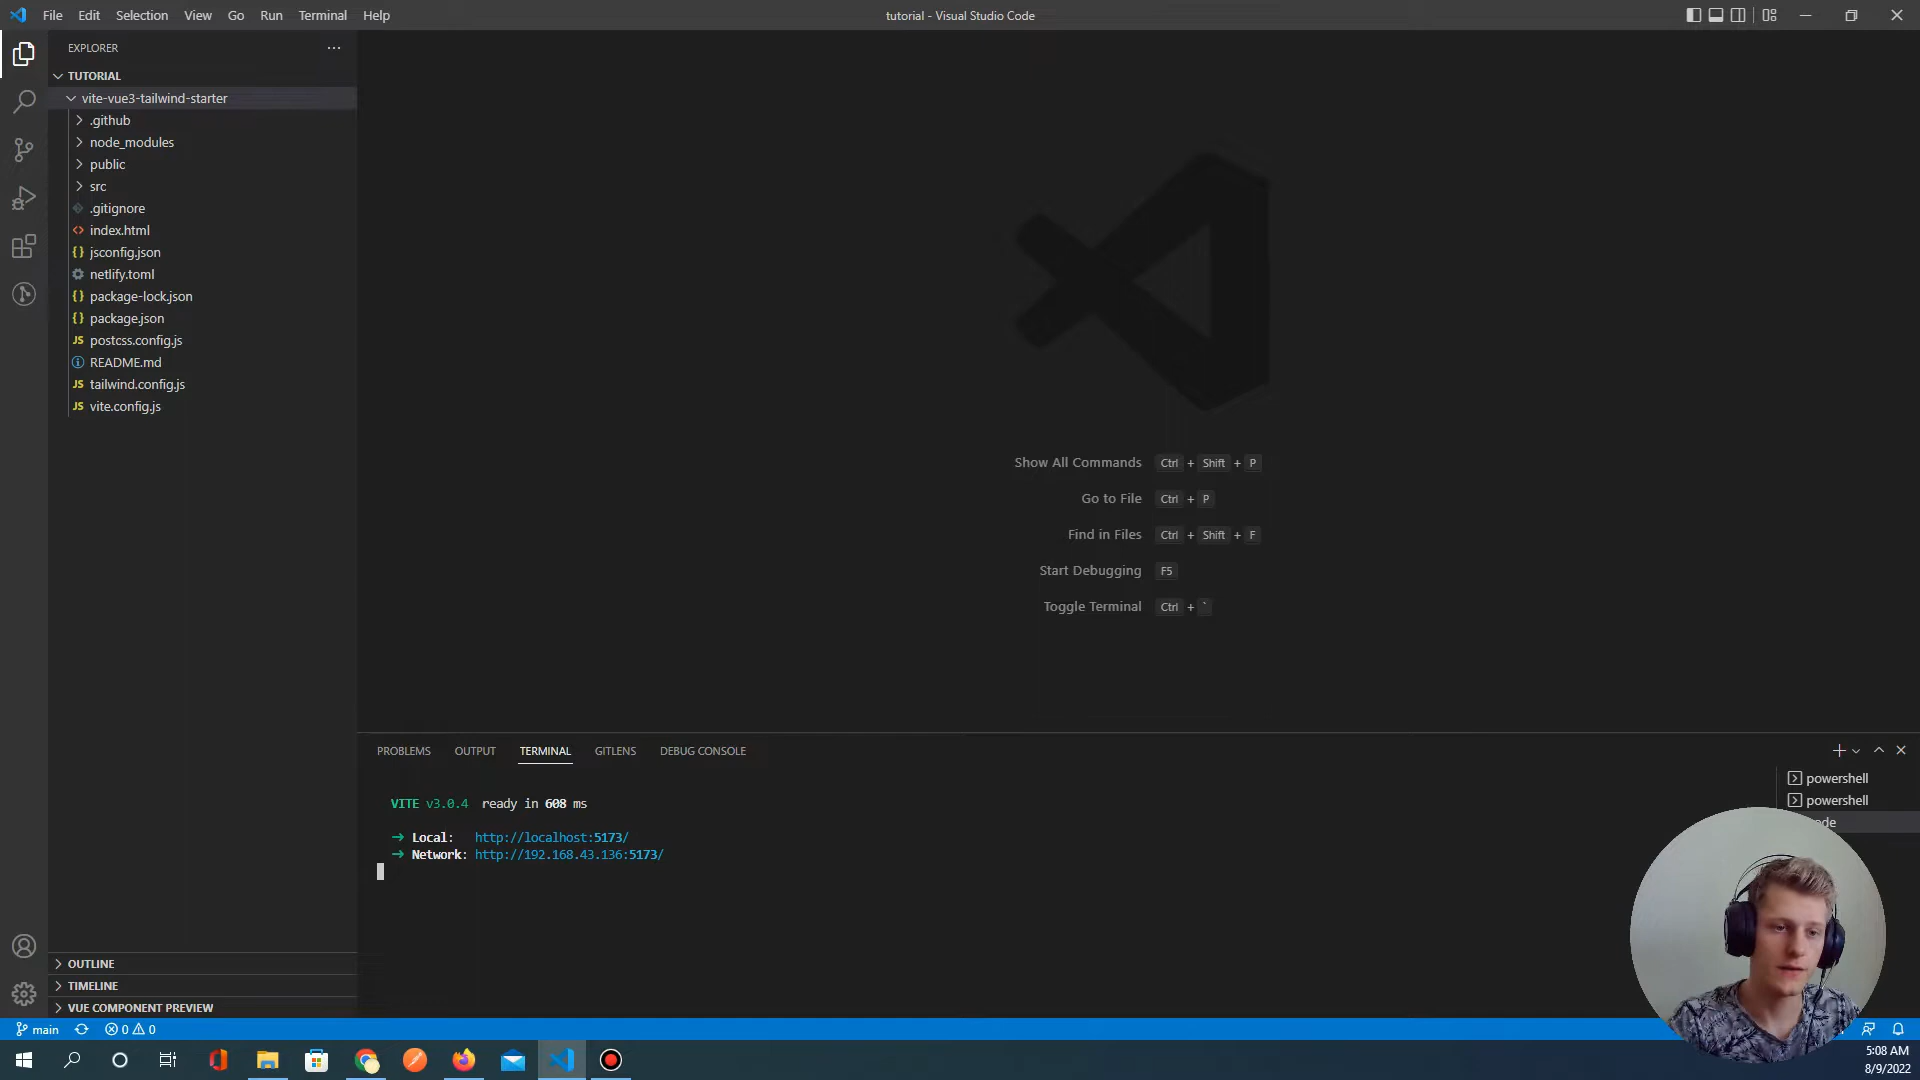 File Edit Selection View Go Run Terminal Help
tutorial - Visual Studio Code
EXPLORER
TUTORIAL
vite-vue3-tailwind-starter
.github
node_modules
public
src
.gitignore
index.html
jsconfig.json
netlify.toml
package-lock.json
package.json
JS postcss.config.js
README.md
JS tailwind.config.js
JS vite.config.js
OUTLINE
TIMELINE
VUE COMPONENT PREVIEW
Show All Commands Ctrl + Shift + P
Go to File Ctrl + P
Find in Files Ctrl + Shift + F
Start Debugging F5
Toggle Terminal Ctrl + `
PROBLEMS OUTPUT TERMINAL GITLENS DEBUG CONSOLE
VITE v3.0.4 ready in 608 ms
➜ Local: http://localhost:5173/
➜ Network: http://192.168.43.136:5173/
powershell
powershell
main 0 0
5:08 AM
8/9/2022